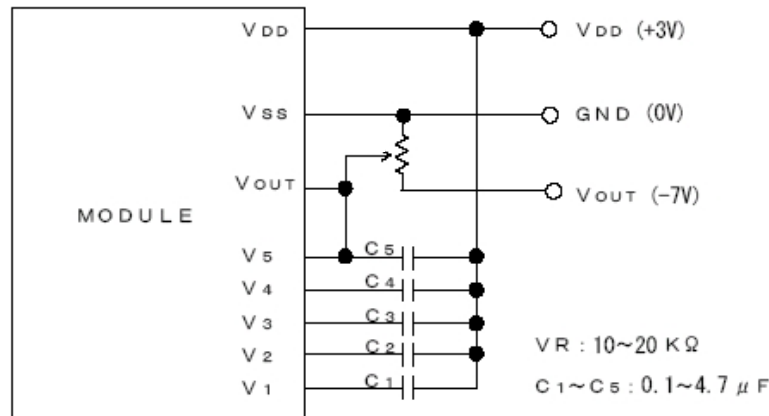 VDD
VDD (+3V)
VSS
GND (0V)
VOUT
VOUT (-7V)
MODULE
V5
C5
V4
C4
V3
C3
V2
C2
V1
C1
VR : 10~20 KΩ
C1~C5 : 0.1~4.7 μF